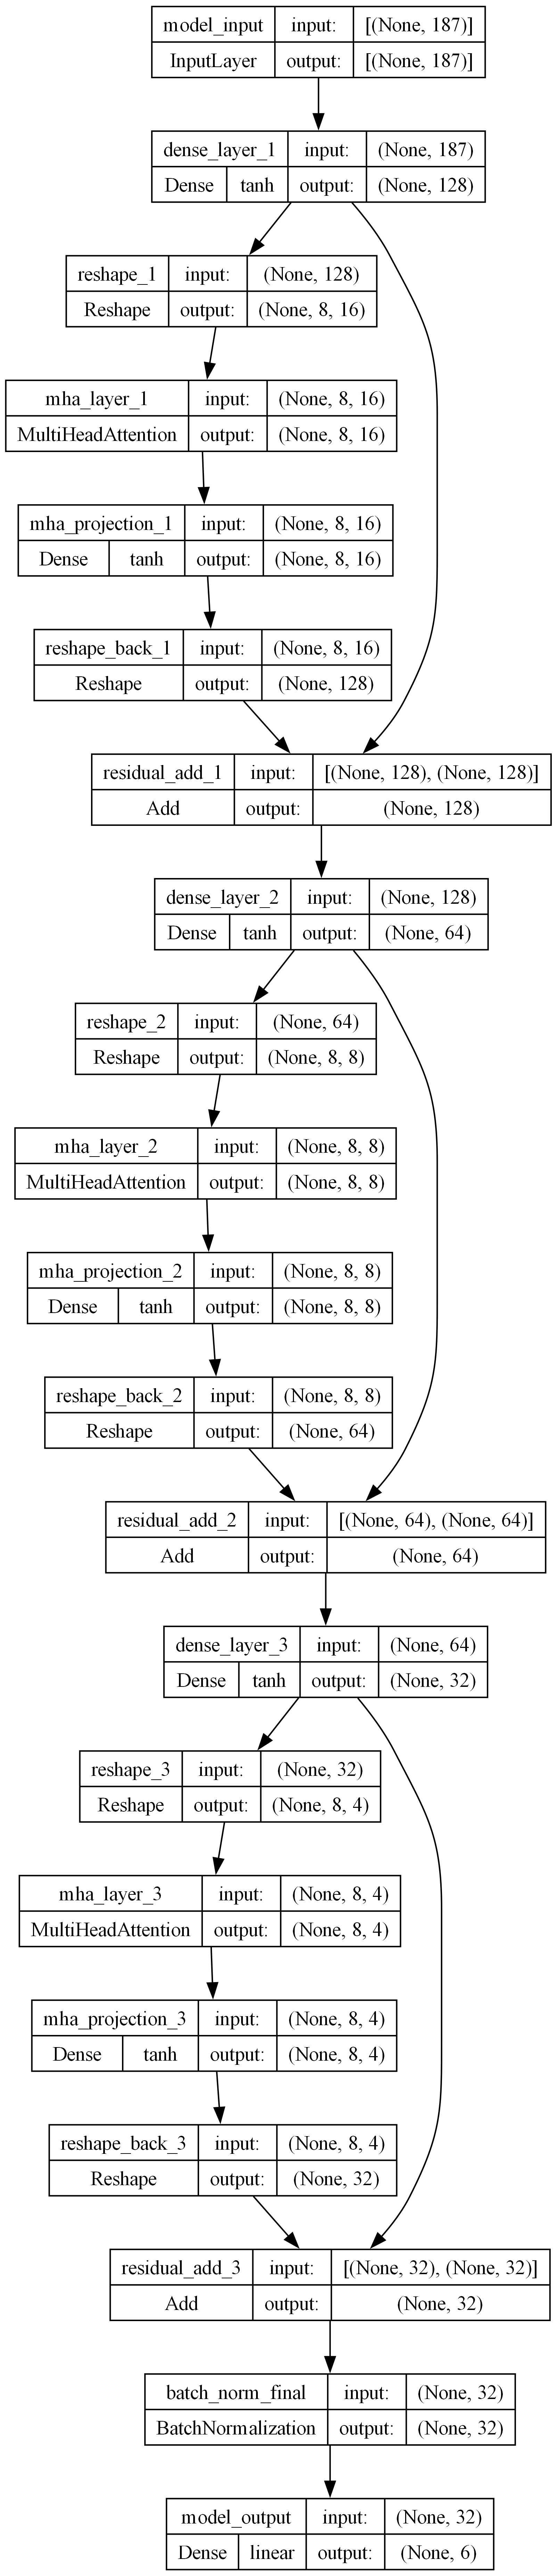 model_input input: [(None, 187)]
InputLayer output: [(None, 187)]
dense_layer_1 input: (None, 187)
Dense tanh output: (None, 128)
reshape_1 input: (None, 128)
Reshape output: (None, 8, 16)
mha_layer_1 input: (None, 8, 16)
MultiHeadAttention output: (None, 8, 16)
mha_projection_1 input: (None, 8, 16)
Dense tanh output: (None, 8, 16)
reshape_back_1 input: (None, 8, 16)
Reshape output: (None, 128)
residual_add_1 input: [(None, 128), (None, 128)]
Add output: (None, 128)
dense_layer_2 input: (None, 128)
Dense tanh output: (None, 64)
reshape_2 input: (None, 64)
Reshape output: (None, 8, 8)
mha_layer_2 input: (None, 8, 8)
MultiHeadAttention output: (None, 8, 8)
mha_projection_2 input: (None, 8, 8)
Dense tanh output: (None, 8, 8)
reshape_back_2 input: (None, 8, 8)
Reshape output: (None, 64)
residual_add_2 input: [(None, 64), (None, 64)]
Add output: (None, 64)
dense_layer_3 input: (None, 64)
Dense tanh output: (None, 32)
reshape_3 input: (None, 32)
Reshape output: (None, 8, 4)
mha_layer_3 input: (None, 8, 4)
MultiHeadAttention output: (None, 8, 4)
mha_projection_3 input: (None, 8, 4)
Dense tanh output: (None, 8, 4)
reshape_back_3 input: (None, 8, 4)
Reshape output: (None, 32)
residual_add_3 input: [(None, 32), (None, 32)]
Add output: (None, 32)
batch_norm_final input: (None, 32)
BatchNormalization output: (None, 32)
model_output input: (None, 32)
Dense linear output: (None, 6)